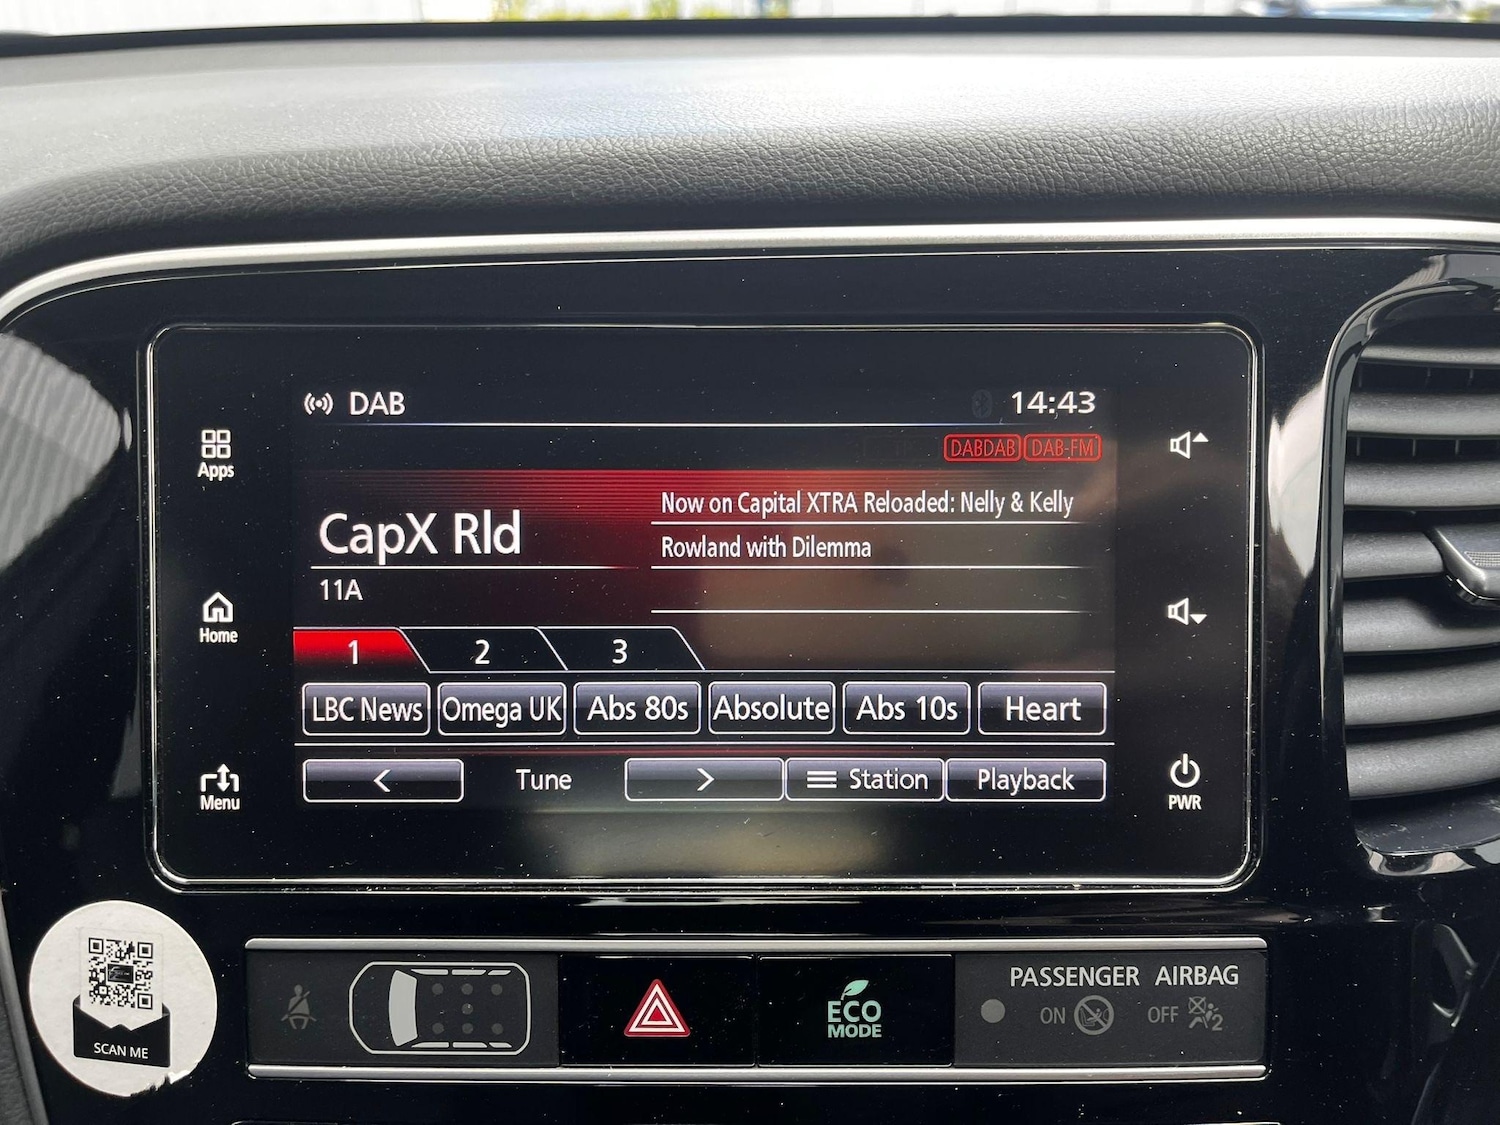 DAB
14:43
DABDAB DAB-FM
Apps
CapX Rld
Now on Capital XTRA Reloaded: Nelly & Kelly
Rowland with Dilemma
11A
Home
1 2 3
LBC News Omega UK Abs 80s Absolute Abs 10s Heart
Menu
< Tune > Station Playback
PWR
SCAN ME
ECO
MODE
PASSENGER AIRBAG
ON OFF 2